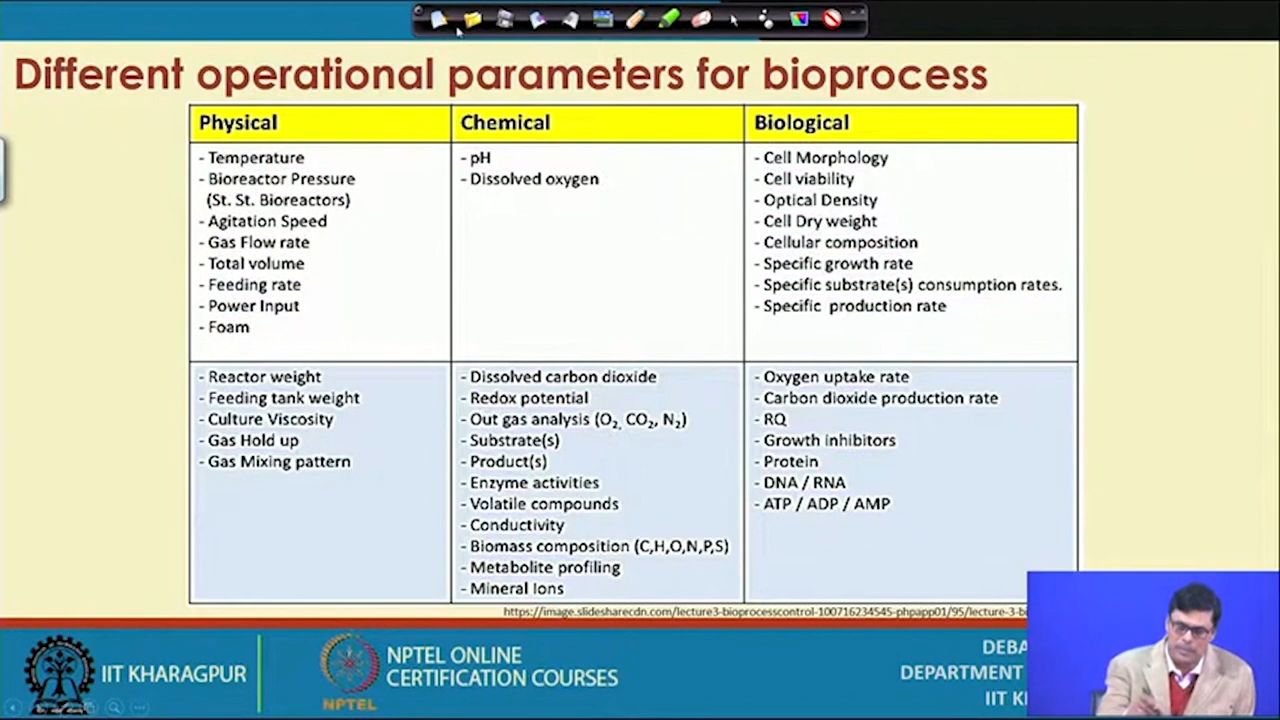 Different operational parameters for bioprocess
Physical
- Temperature
- Bioreactor Pressure
(St. St. Bioreactors)
- Agitation Speed
- Gas Flow rate
- Total volume
- Feeding rate
- Power Input
- Foam
- Reactor weight
- Feeding tank weight
- Culture Viscosity
- Gas Hold up
- Gas Mixing pattern
Chemical
- pH
- Dissolved oxygen
- Dissolved carbon dioxide
- Redox potential
- Out gas analysis (O2, CO2, N2)
- Substrate(s)
- Product(s)
- Enzyme activities
- Volatile compounds
- Conductivity
- Biomass composition (C,H,O,N,P,S)
- Metabolite profiling
- Mineral Ions
Biological
- Cell Morphology
- Cell viability
- Optical Density
- Cell Dry weight
- Cellular composition
- Specific growth rate
- Specific substrate(s) consumption rates.
- Specific production rate
- Oxygen uptake rate
- Carbon dioxide production rate
- RQ
- Growth inhibitors
- Protein
- DNA / RNA
- ATP / ADP / AMP
https://image.slidesharecdn.com/lecture3-bioprocesscontrol-100716234545-phpapp01/95/lecture-3-bi
IIT KHARAGPUR
NPTEL
NPTEL ONLINE
CERTIFICATION COURSES
DEBA
DEPARTMENT
IIT K